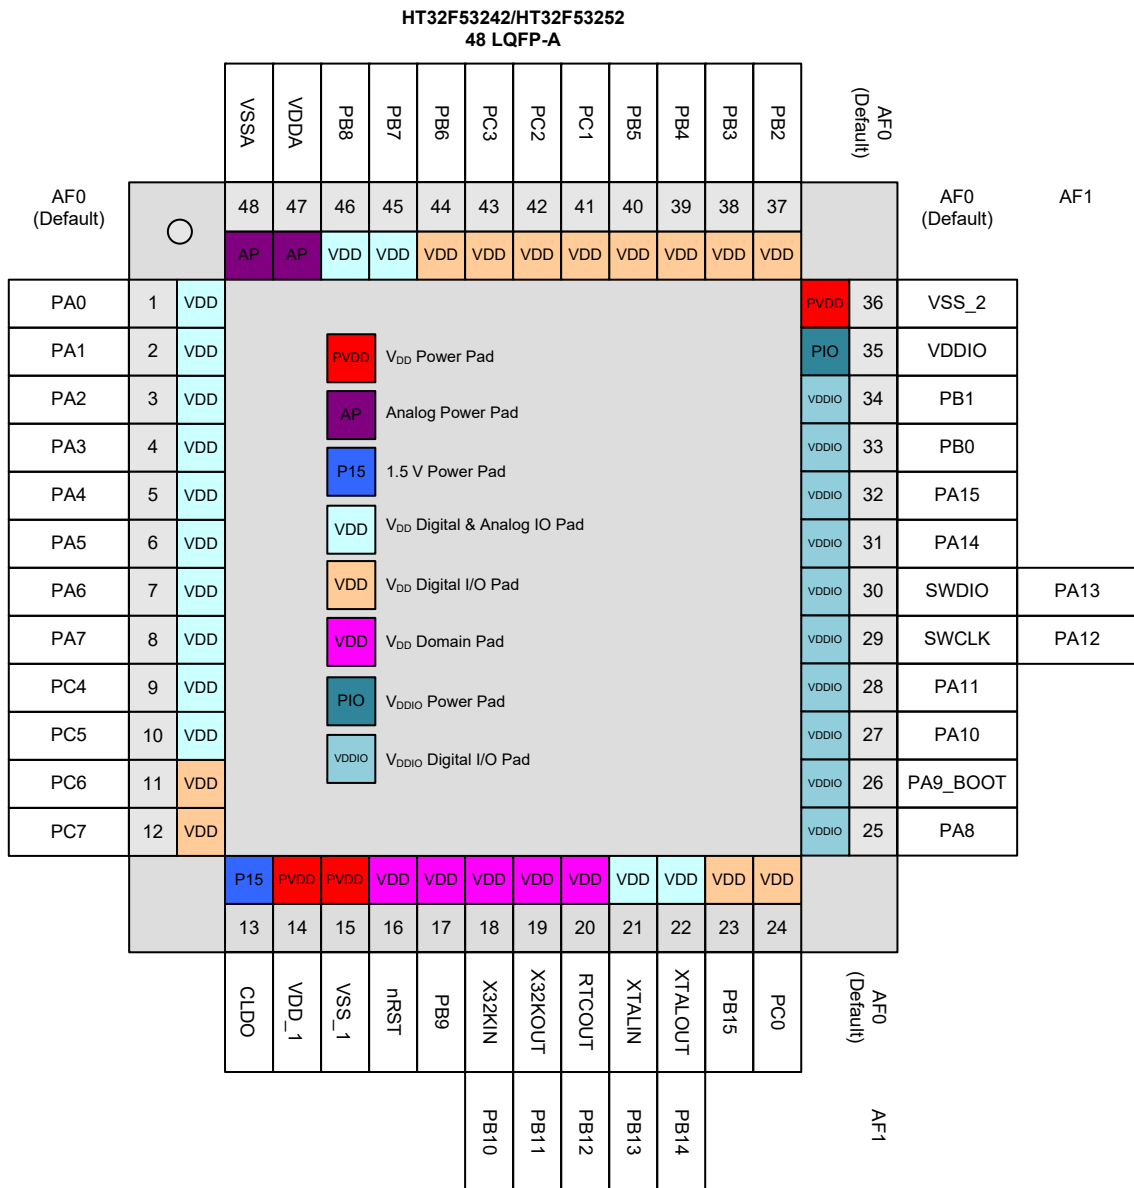 HT32F53242/HT32F53252
48 LQFP-A
VSSA VDDA PB8 PB7 PB6 PC3 PC2 PC1 PB5 PB4 PB3 PB2 AF0
(Default)
AF0
(Default)
48 47 46 45 44 43 42 41 40 39 38 37
AF0
(Default)
AF1
AP AP VDD VDD VDD VDD VDD VDD VDD VDD VDD VDD
PA0 1 VDD PVDD 36 VSS_2
PA1 2 VDD PIO 35 VDDIO
PVDD VDD Power Pad
PA2 3 VDD VDDIO 34 PB1
AP Analog Power Pad
PA3 4 VDD VDDIO 33 PB0
P15 1.5 V Power Pad
PA4 5 VDD VDDIO 32 PA15
VDD VDD Digital & Analog IO Pad
PA5 6 VDD VDDIO 31 PA14
VDD VDD Digital I/O Pad
PA6 7 VDD VDDIO 30 SWDIO PA13
PA7 8 VDD VDDIO 29 SWCLK PA12
VDD VDD Domain Pad
PC4 9 VDD VDDIO 28 PA11
PIO VDDIO Power Pad
PC5 10 VDD VDDIO 27 PA10
VDDIO VDDIO Digital I/O Pad
PC6 11 VDD VDDIO 26 PA9_BOOT
PC7 12 VDD VDDIO 25 PA8
P15 PVDD PVDD VDD VDD VDD VDD VDD VDD VDD VDD VDD
13 14 15 16 17 18 19 20 21 22 23 24
CLDO VDD_1 VSS_1 nRST PB9 X32KIN X32KOUT RTCOUT XTALIN XTALOUT PB15 PC0 AF0
(Default)
PB10 PB11 PB12 PB13 PB14 AF1